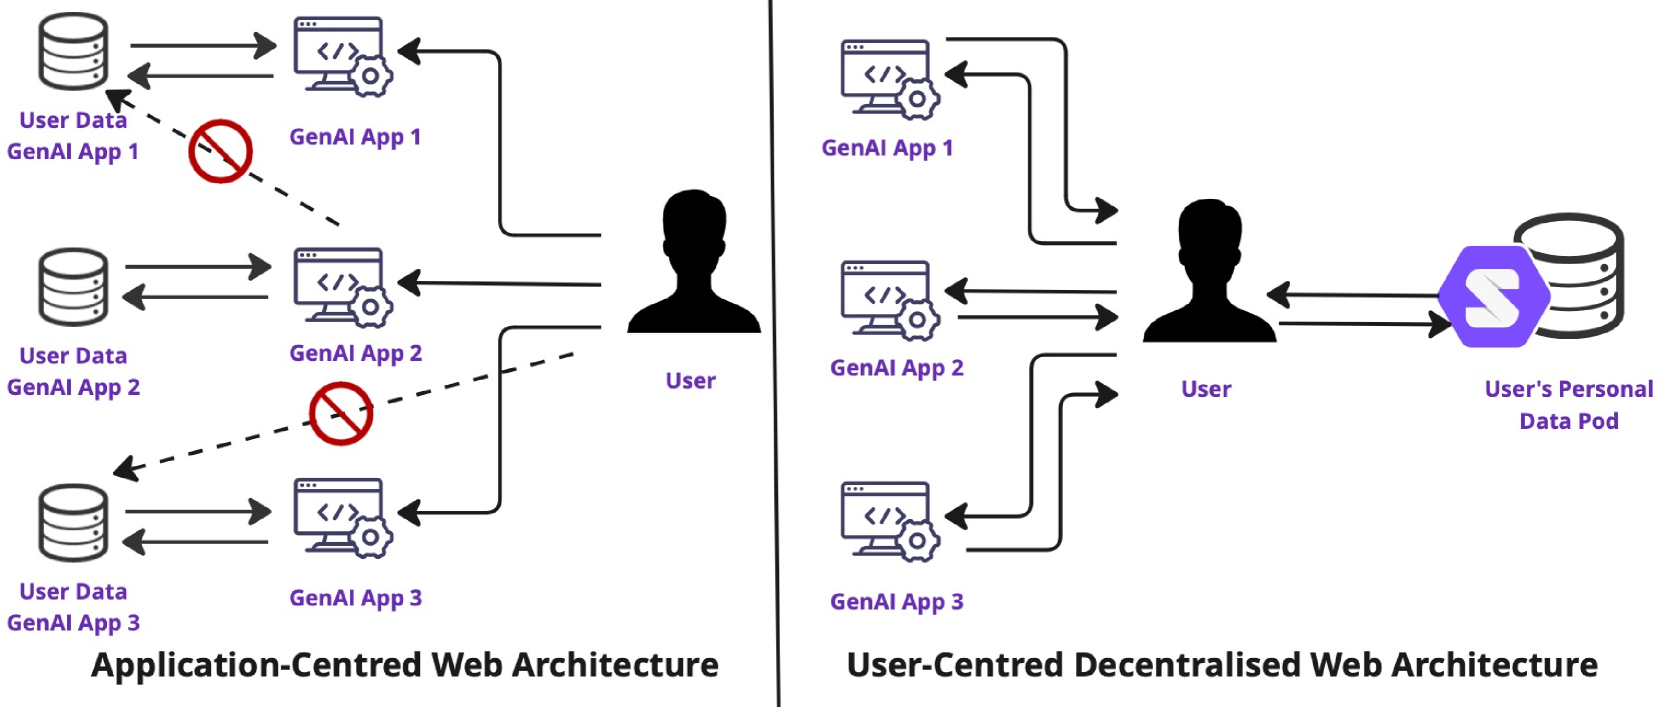 User Data
GenAI App 1
GenAI App 1
User Data
GenAI App 2
GenAI App 2
User
User Data
GenAI App 3
GenAI App 3
Application-Centred Web Architecture
GenAI App 1
GenAI App 2
User
User's Personal
Data Pod
GenAI App 3
User-Centred Decentralised Web Architecture